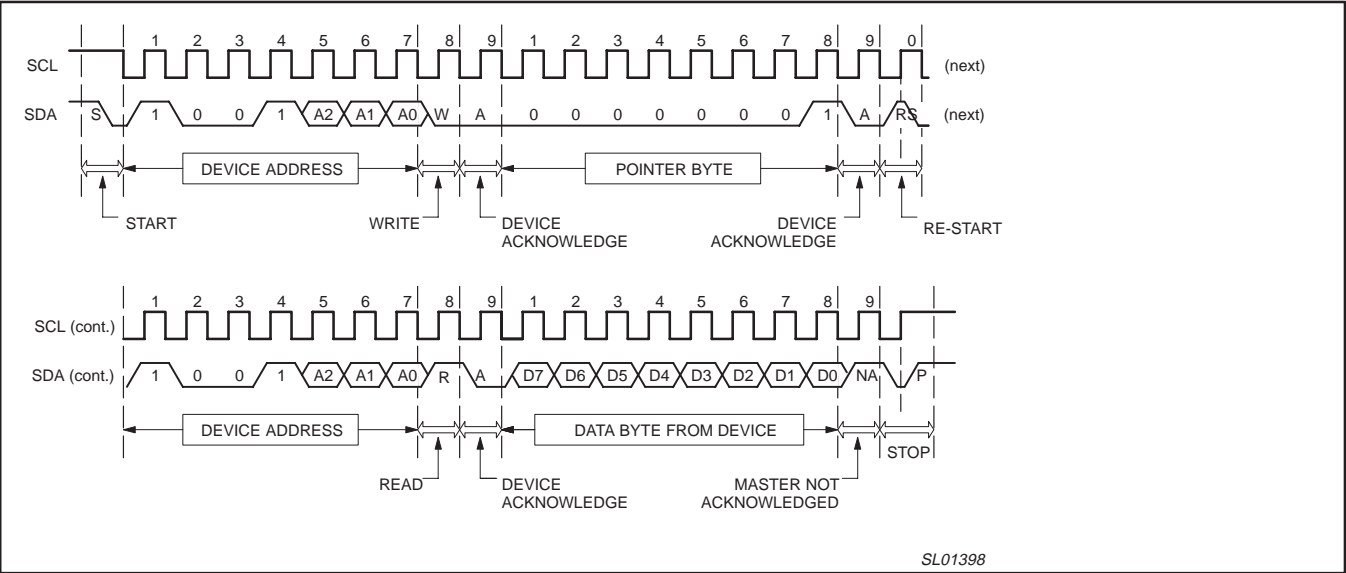 1 2 3 4 5 6 7 8 9 1 2 3 4 5 6 7 8 9 0
SCL (next)
SDA S 1 0 0 1 A2 A1 A0 W A 0 0 0 0 0 0 0 1 A RS (next)
DEVICE ADDRESS POINTER BYTE
START WRITE DEVICE DEVICE RE-START
ACKNOWLEDGE ACKNOWLEDGE
1 2 3 4 5 6 7 8 9 1 2 3 4 5 6 7 8 9
SCL (cont.)
SDA (cont.) 1 0 0 1 A2 A1 A0 R A D7 D6 D5 D4 D3 D2 D1 D0 NA P
DEVICE ADDRESS DATA BYTE FROM DEVICE
STOP
READ DEVICE MASTER NOT
ACKNOWLEDGE ACKNOWLEDGED
SL01398